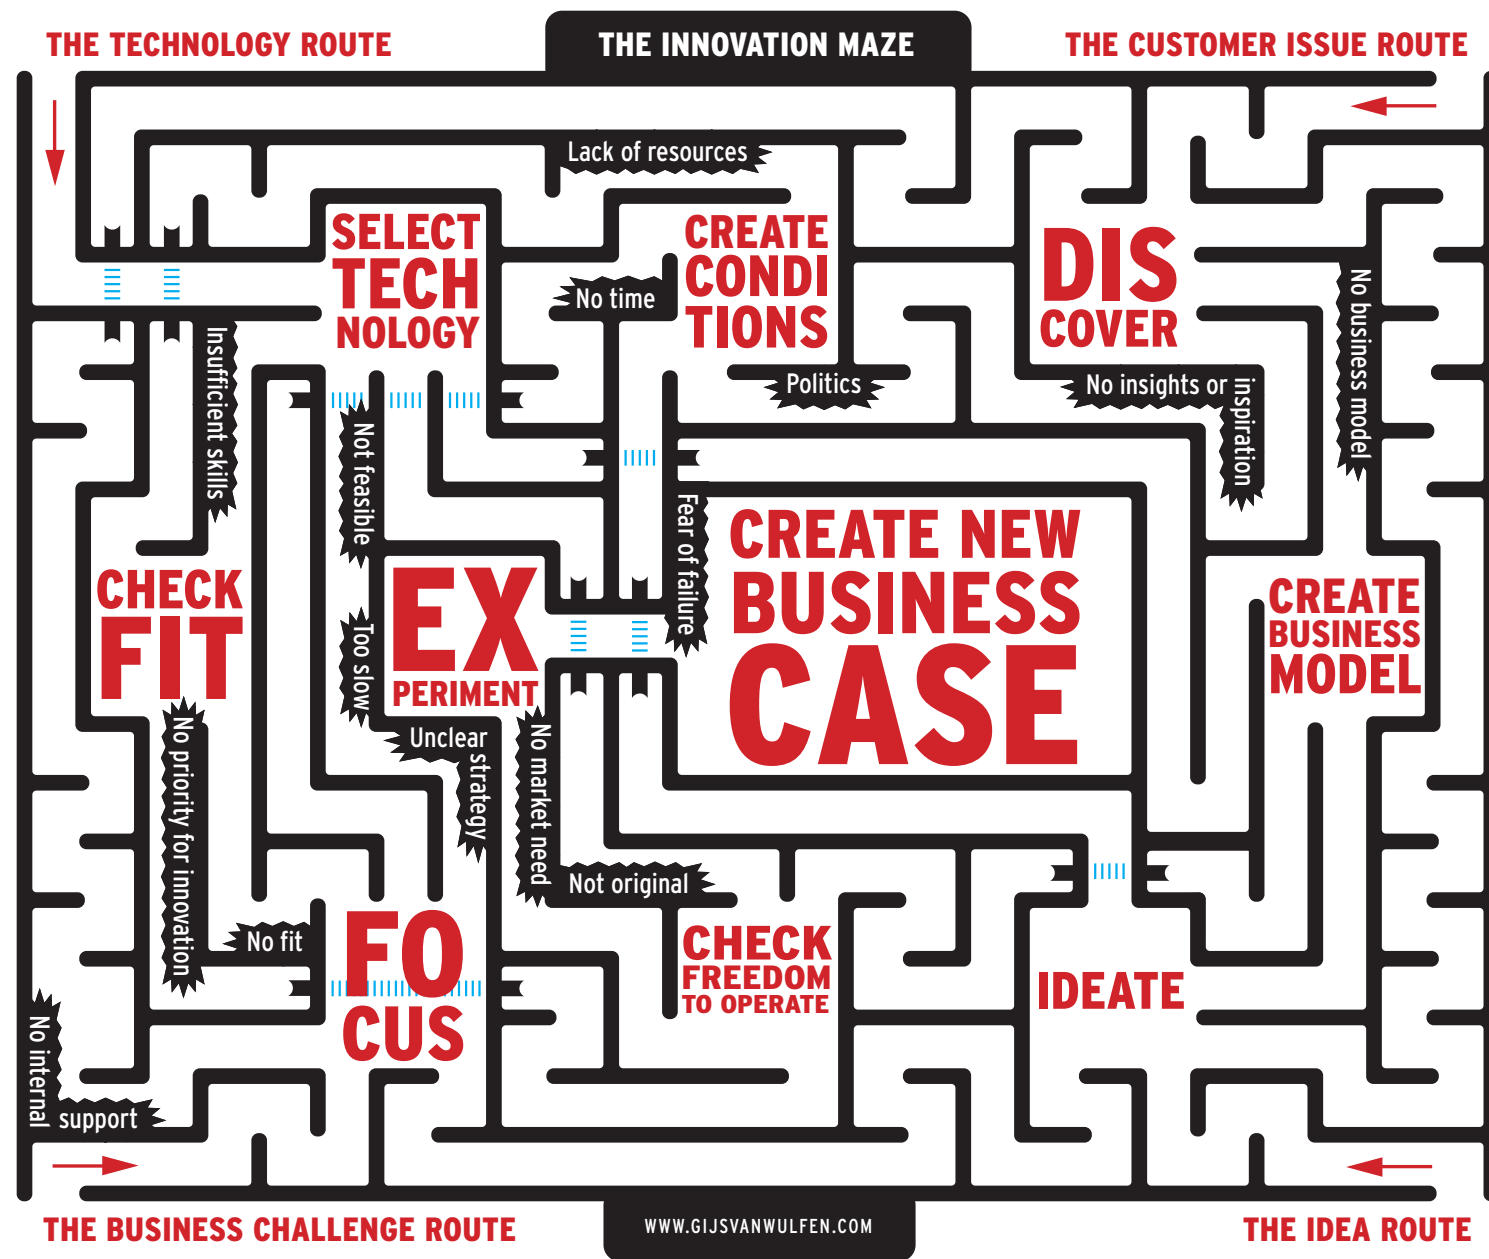 THE TECHNOLOGY ROUTE
THE INNOVATION MAZE
THE CUSTOMER ISSUE ROUTE
Lack of resources
SELECT
TECH
NOLOGY
CREATE
CONDI
TIONS
No time
DIS
COVER
No business model
Insufficient skills
Politics
No insights or
inspiration
Not feasible
Fear of failure
CREATE NEW
BUSINESS
CASE
CHECK
FIT
EX
PERIMENT
Too slow
CREATE
BUSINESS
MODEL
No priority for innovation
Unclear
strategy
No market need
Not original
No fit
FO
CUS
CHECK
FREEDOM
TO OPERATE
IDEATE
No internal
support
THE BUSINESS CHALLENGE ROUTE
WWW.GIJSVANWULFEN.COM
THE IDEA ROUTE